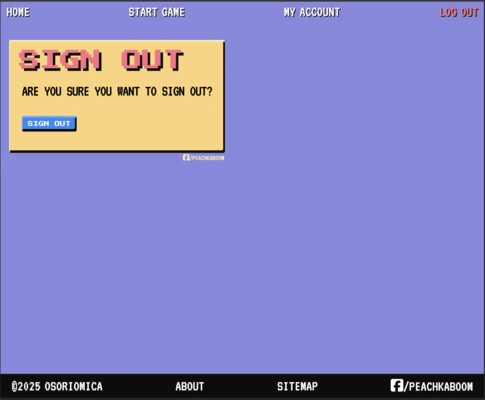 HOME START GAME MY ACCOUNT LOG OUT
SIGN OUT
ARE YOU SURE YOU WANT TO SIGN OUT?
SIGN OUT
/PEACHKABOOM
©2025 OSORIOMICA ABOUT SITEMAP /PEACHKABOOM